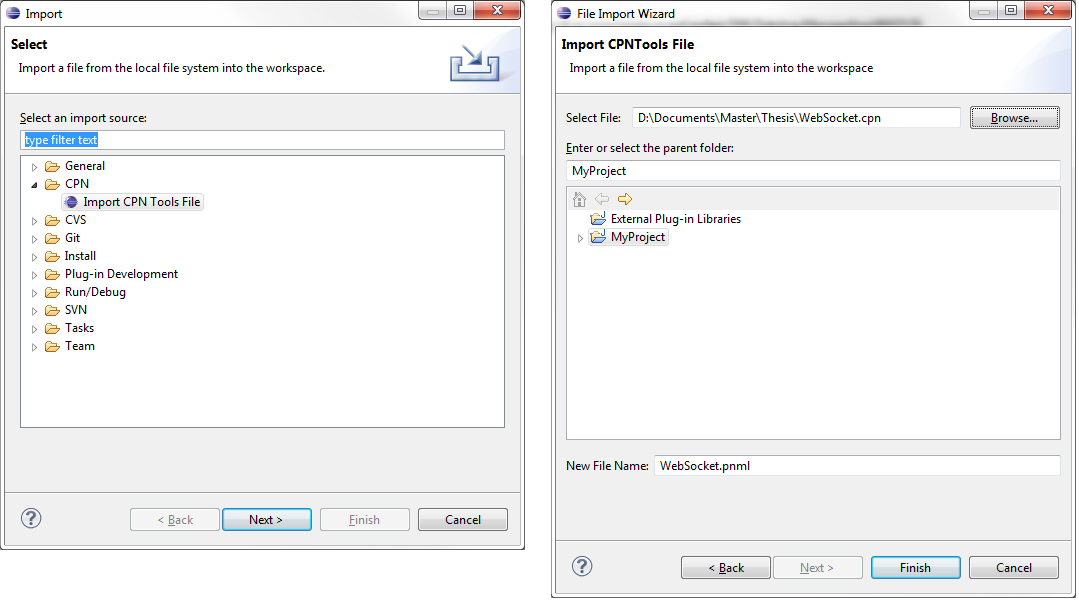 Import
Select
Import a file from the local file system into the workspace.
Select an import source:
type filter text
General
CPN
Import CPN Tools File
CVS
Git
Install
Plug-in Development
Run/Debug
SVN
Tasks
Team
?
< Back
Next >
Finish
Cancel
File Import Wizard
Import CPNTools File
Import a file from the local file system into the workspace
Select File: D:\Documents\Master\Thesis\WebSocket.cpn Browse...
Enter or select the parent folder:
MyProject
External Plug-in Libraries
MyProject
New File Name: WebSocket.pnml
?
< Back
Next >
Finish
Cancel